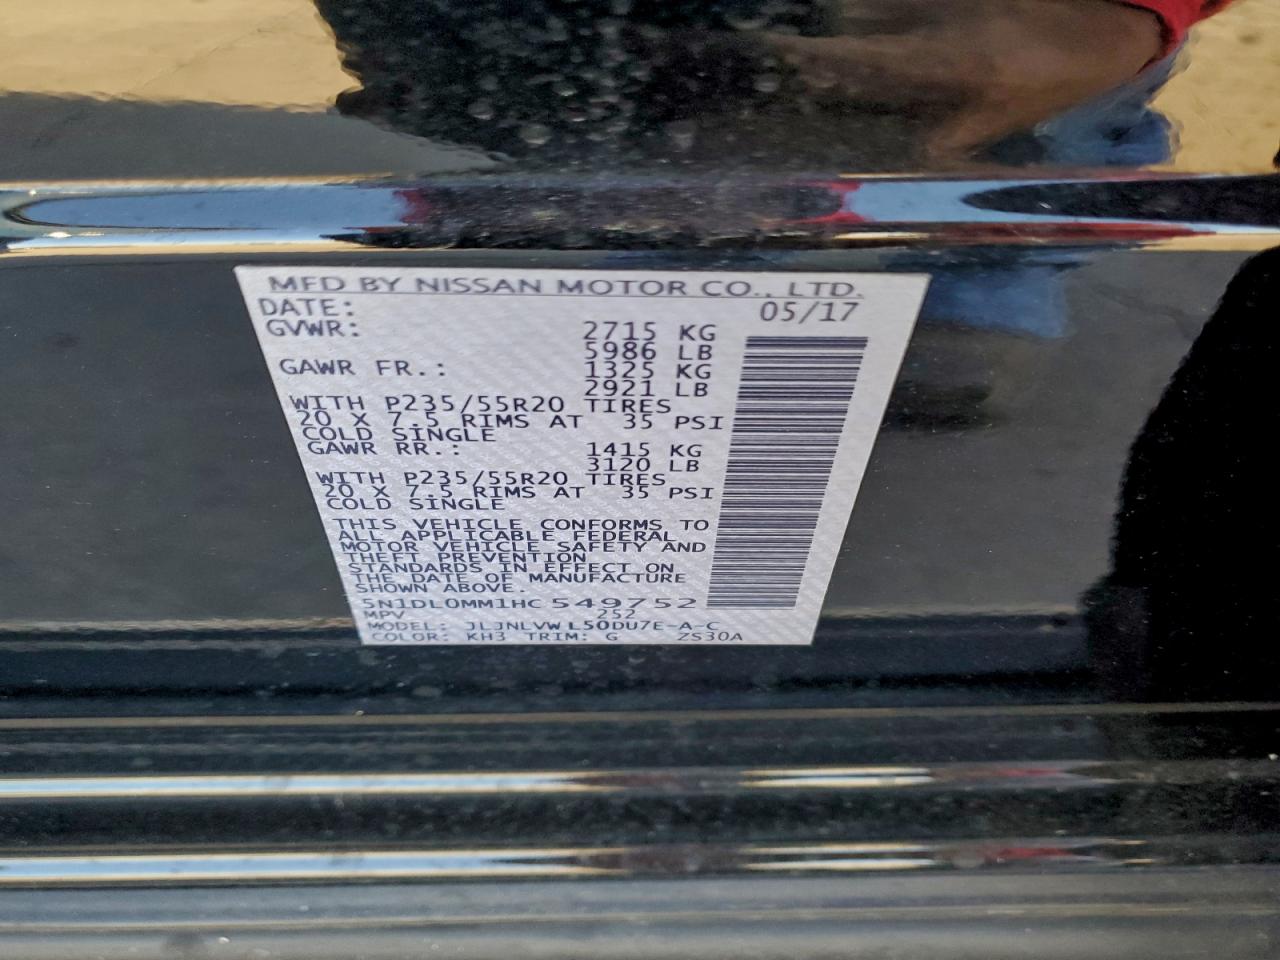 MFD BY NISSAN MOTOR CO., LTD.
DATE: 05/17
GVWR: 2715 KG
5986 LB
GAWR FR.: 1325 KG
2921 LB
WITH P235/55R20 TIRES
20 X 7.5 RIMS AT 35 PSI
COLD SINGLE
GAWR RR.: 1415 KG
3120 LB
WITH P235/55R20 TIRES
20 X 7.5 RIMS AT 35 PSI
COLD SINGLE
THIS VEHICLE CONFORMS TO
ALL APPLICABLE FEDERAL
MOTOR VEHICLE SAFETY AND
THEFT PREVENTION
STANDARDS IN EFFECT ON
THE DATE OF MANUFACTURE
SHOWN ABOVE.
5N1DL0MM1HC549752
MPV 252
MODEL: JLJNLVWL50DU7E-A-C
COLOR: KH3 TRIM: G ZS30A